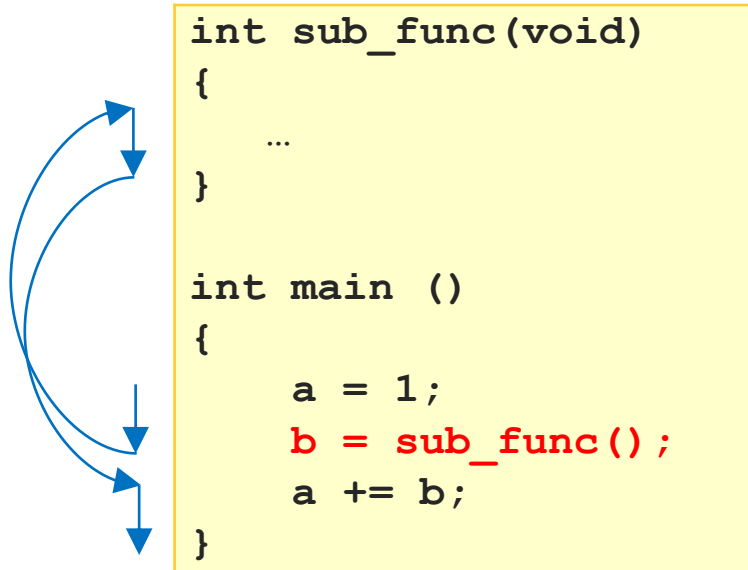 int sub_func(void)
{
…
}
int main ()
{
a = 1;
b = sub_func();
a += b;
}